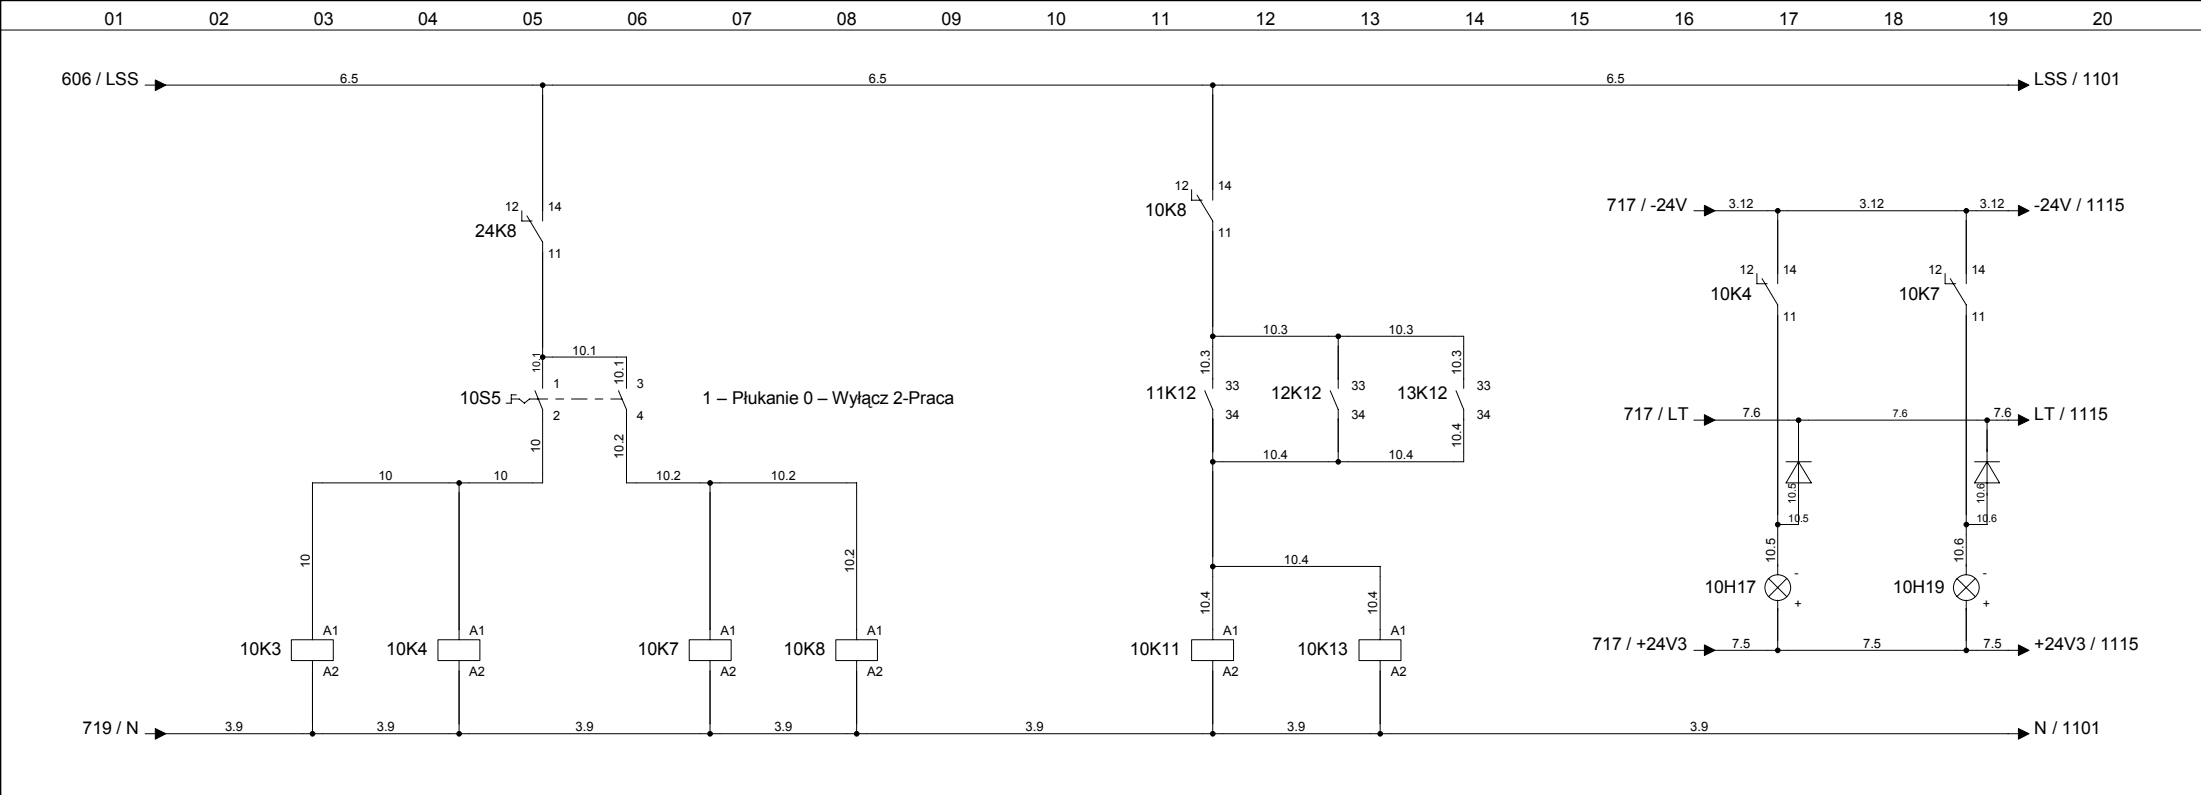 01 02 03 04 05 06 07 08 09 10 11 12 13 14 15 16 17 18 19 20
606 / LSS 6.5 6.5 6.5 LSS / 1101
12 14
24K8
11
10.1 10.1 10.1
10S5 1 3
2 4
1 – Płukanie 0 – Wyłącz 2-Praca
10 10.2
10 10 10.2 10.2
10 10.2
10K3 A1 A2
10K4 A1 A2
10K7 A1 A2
10K8 A1 A2
12 14
10K8
11
10.3 10.3
10.3 10.3
11K12 33 34
12K12 33 34
13K12 33 34
10.4
10.4 10.4
10.4
10.4 10.4
10K11 A1 A2
10K13 A1 A2
717 / -24V 3.12 3.12 3.12 -24V / 1115
12 14
10K4
11
12 14
10K7
11
717 / LT 7.6 7.6 7.6 LT / 1115
10.5 10.6
10.5 10.6
10.5 10.6
10H17 - +
10H19 - +
717 / +24V3 7.5 7.5 7.5 +24V3 / 1115
719 / N 3.9 3.9 3.9 3.9 3.9 3.9 3.9 N / 1101